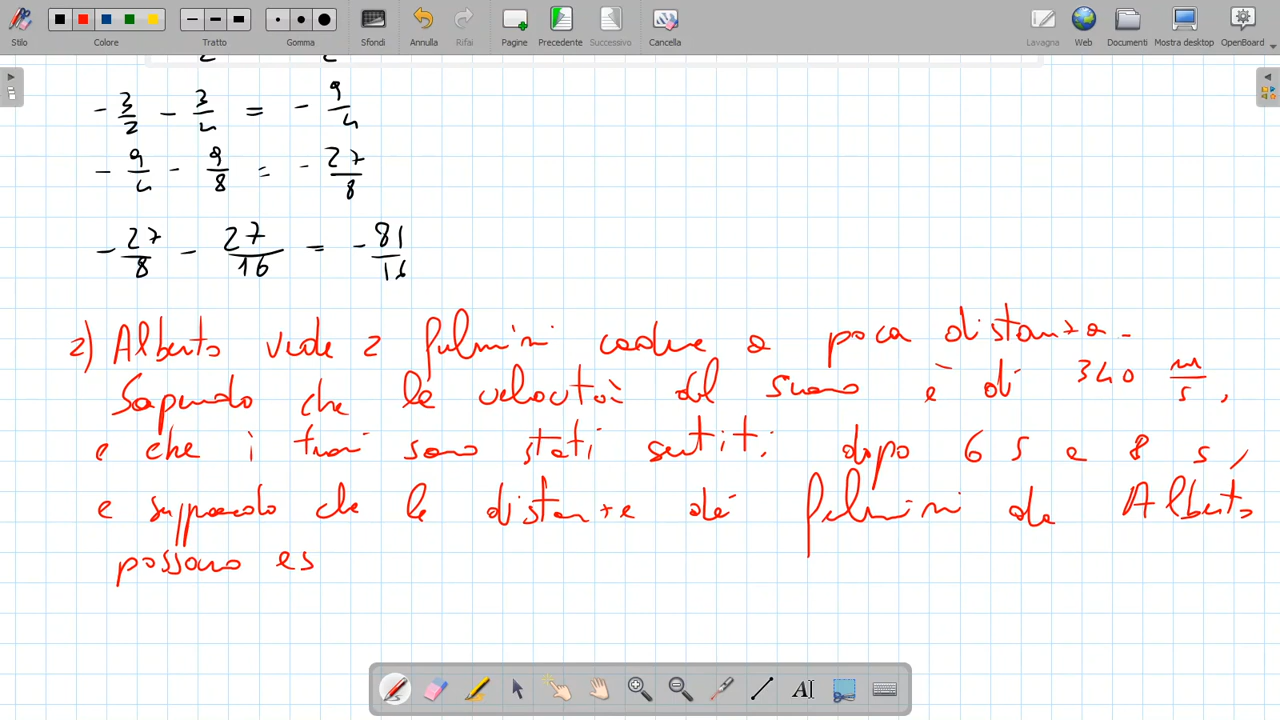 Stilo Colore Tratto Gomma Sfondi Annulla Rifai Pagine Precedente Successivo Cancella Lavagna Web Documenti Mostra desktop OpenBoard
- 3/2 - 3/4 = - 9/4
- 9/4 - 9/8 = - 27/8
- 27/8 - 27/16 = - 81/16
2) Alberto vede 2 fulmini cadere a poca distanza.
Sapendo che la velocità del suono è di 340 m/s,
e che i tuoni sono stati sentiti dopo 6 s e 8 s,
e supponendo che le distanze dei fulmini da Alberto
possano es